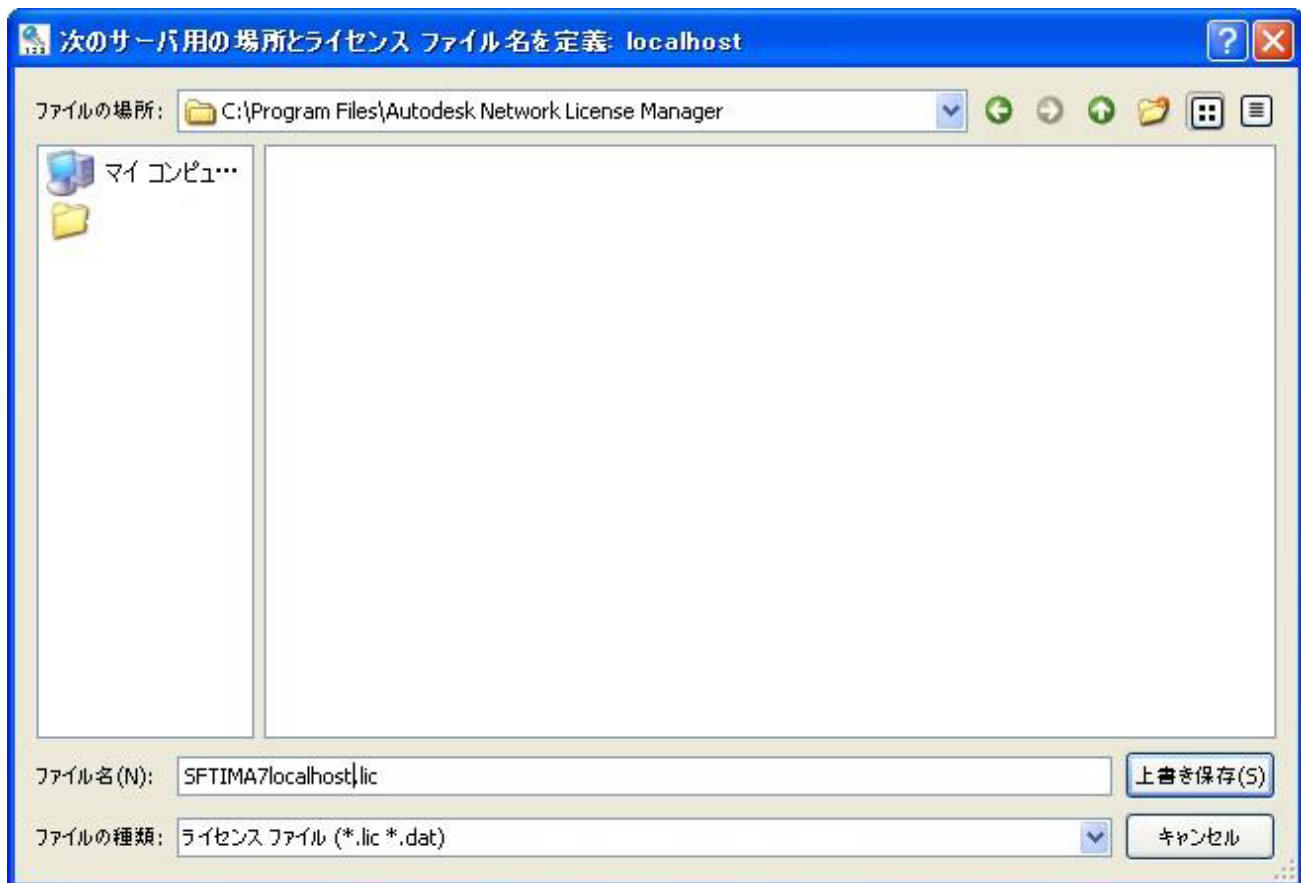 次のサーバ用の場所とライセンス ファイル名を定義: localhost
ファイルの場所: C:\Program Files\Autodesk Network License Manager
マイ コンピュ…
ファイル名(N): SFTIMA7localhost.lic 上書き保存(S)
ファイルの種類: ライセンス ファイル (*.lic *.dat) キャンセル